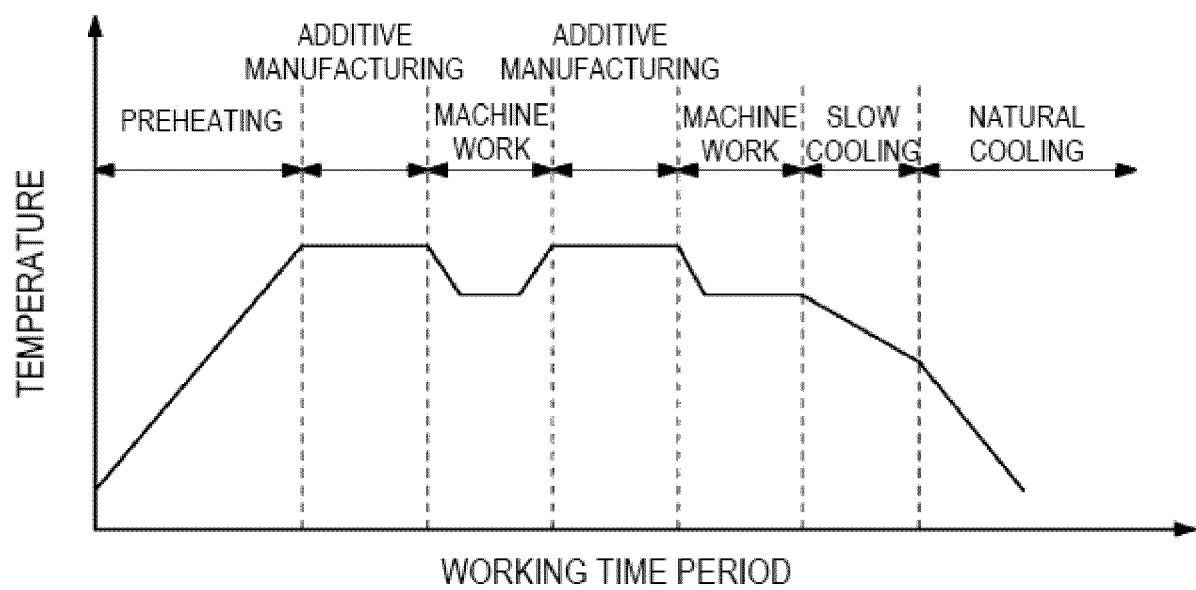 ADDITIVE
MANUFACTURING
ADDITIVE
MANUFACTURING
PREHEATING
MACHINE
WORK
MACHINE
WORK
SLOW
COOLING
NATURAL
COOLING
TEMPERATURE
WORKING TIME PERIOD